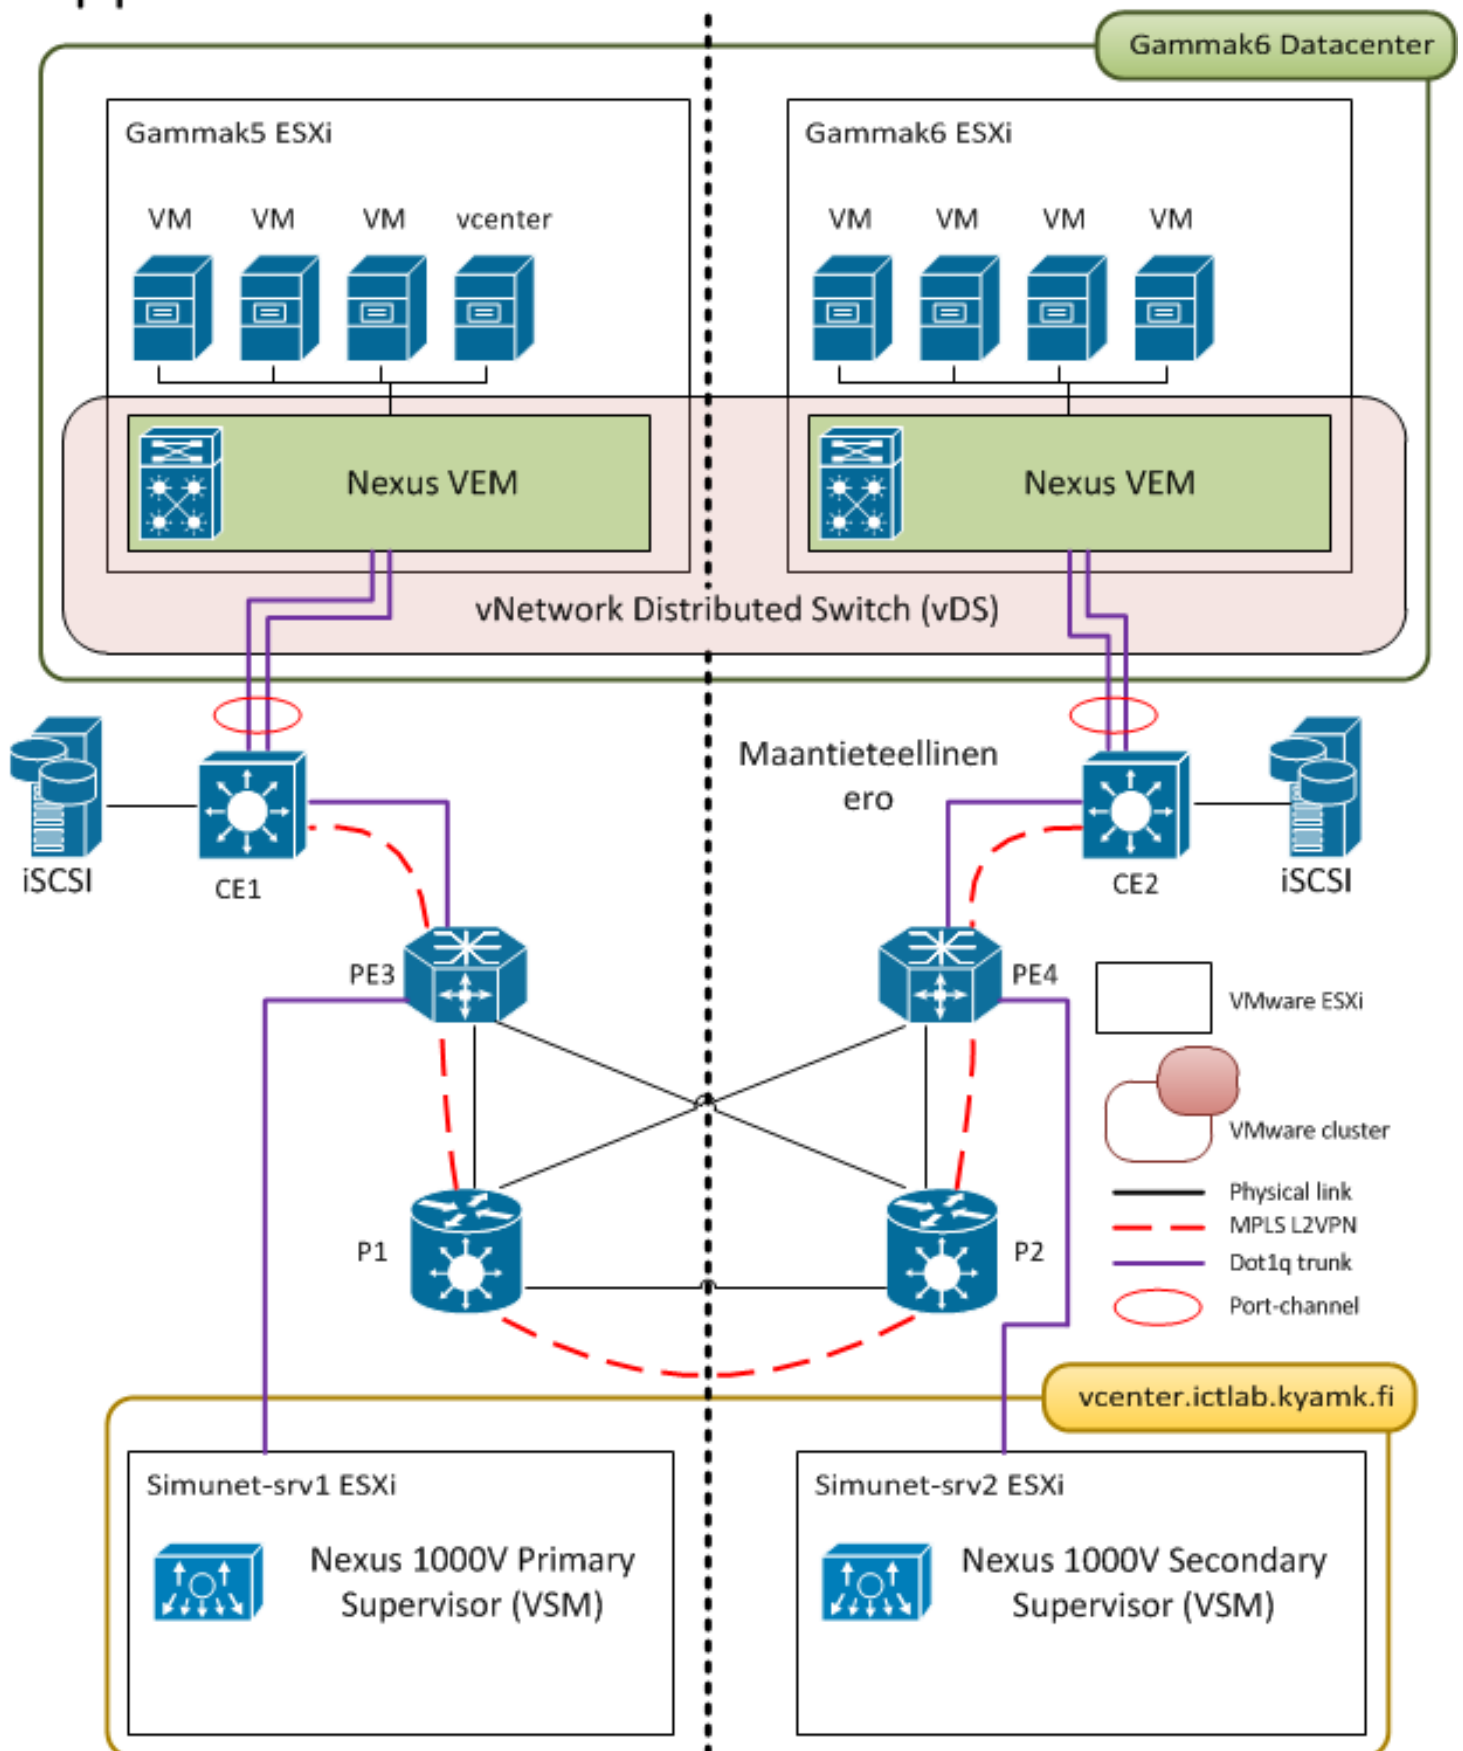 Gammak6 Datacenter
Gammak5 ESXi
Gammak6 ESXi
VM VM VM vcenter
VM VM VM VM
Nexus VEM
Nexus VEM
vNetwork Distributed Switch (vDS)
Maantieteellinen
ero
iSCSI
CE1
CE2
iSCSI
PE3
PE4
VMware ESXi
VMware cluster
Physical link
MPLS L2VPN
Dot1q trunk
Port-channel
P1
P2
vcenter.ictlab.kyamk.fi
Simunet-srv1 ESXi
Nexus 1000V Primary
Supervisor (VSM)
Simunet-srv2 ESXi
Nexus 1000V Secondary
Supervisor (VSM)